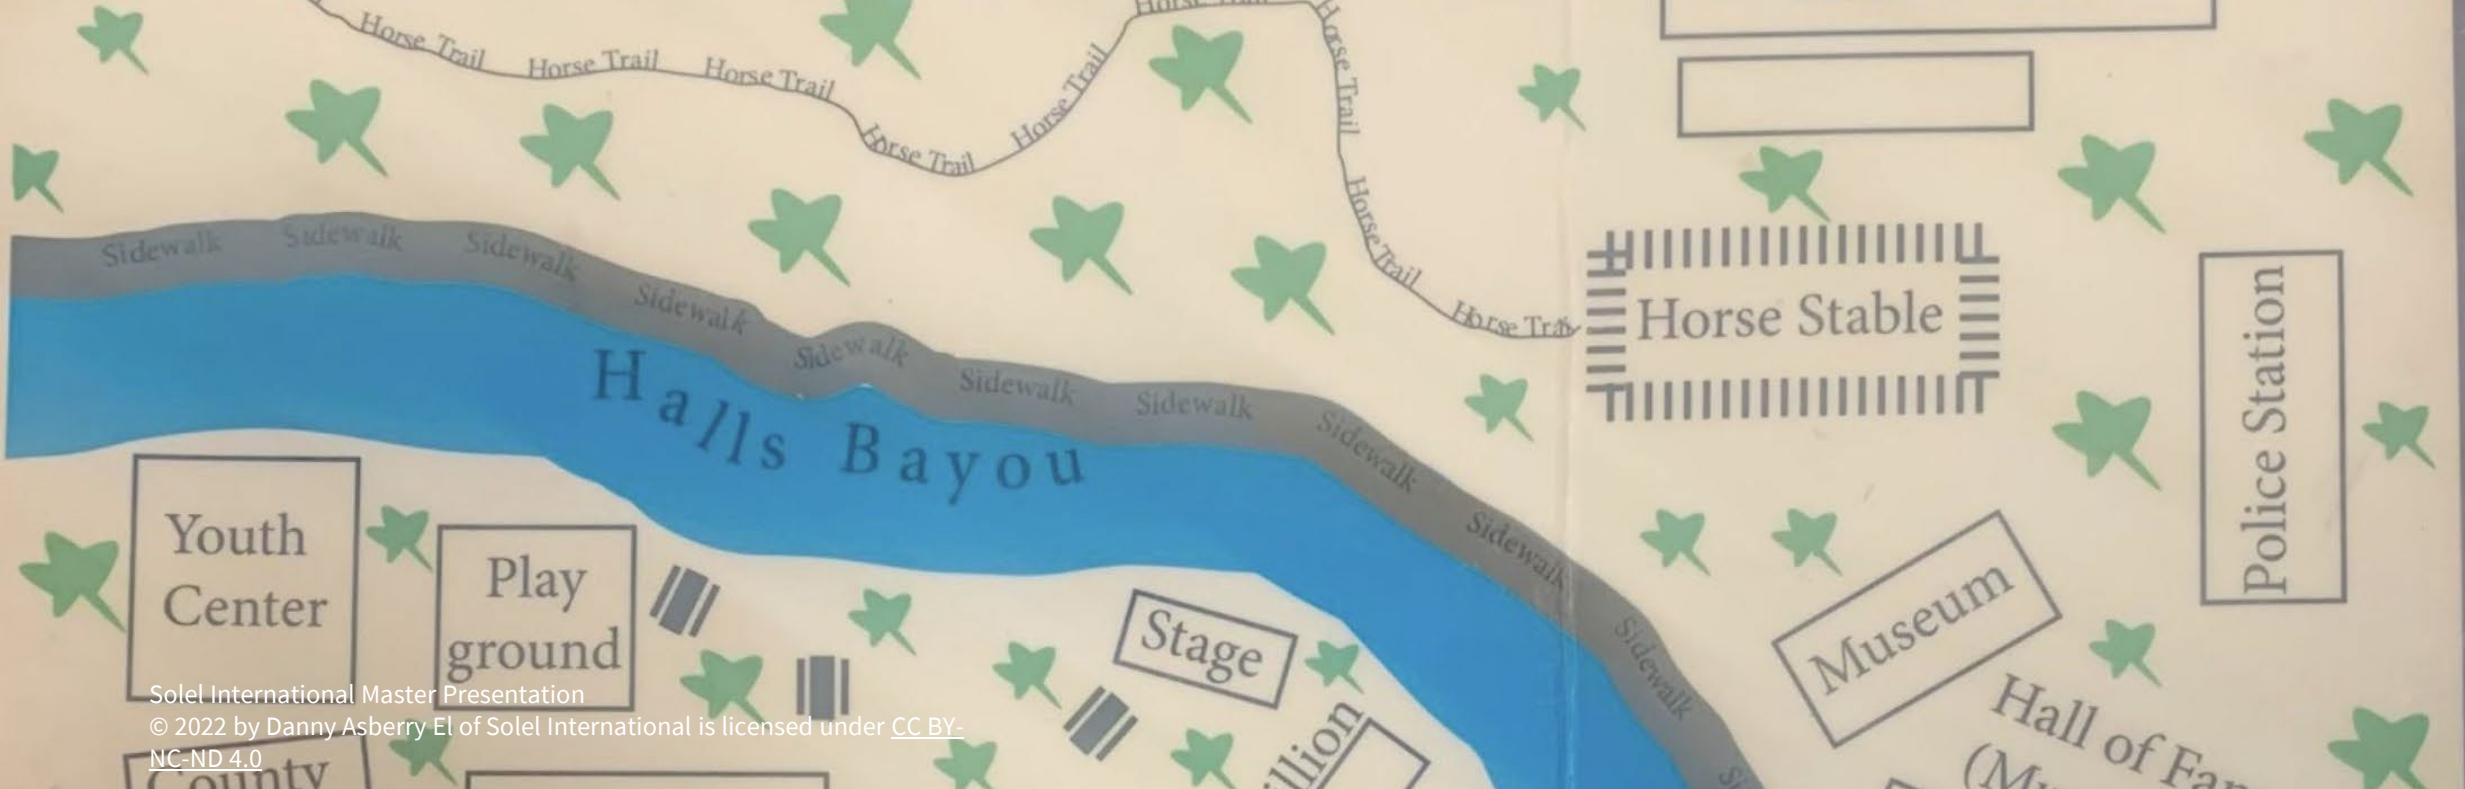 Horse Trail
Horse Trail
Horse Trail
Horse Trail
Horse Trail
Horse Trail
Horse Trail
Horse Trail
Horse Stable
Police Station
Sidewalk
Sidewalk
Sidewalk
Sidewalk
Sidewalk
Sidewalk
Sidewalk
Sidewalk
Sidewalk
Sidewalk
Halls Bayou
Youth
Center
Play
ground
Stage
Museum
Hall of
Solel International Master Presentation
© 2022 by Danny Asberry El of Solel International is licensed under CC BY-
NC-ND 4.0
County